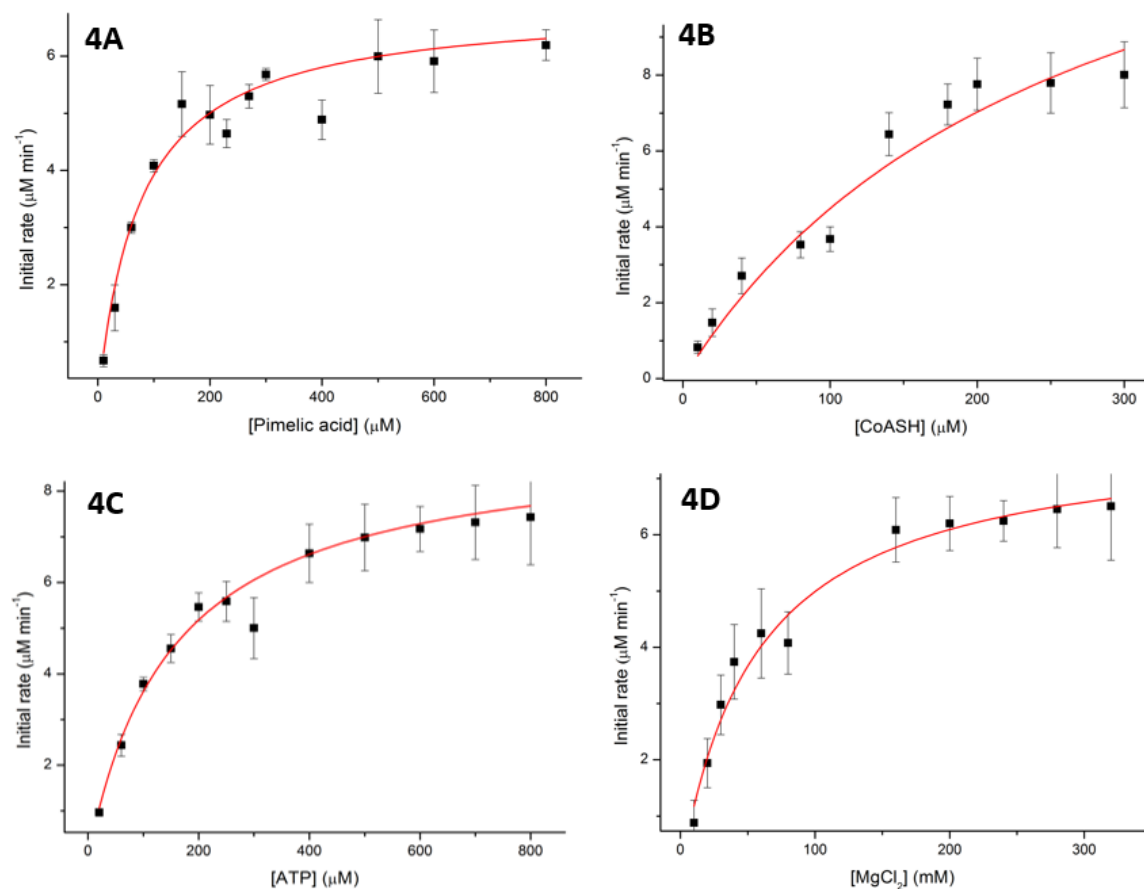 4A
Initial rate (μM min⁻¹)
6
4
2
0
200
400
600
800
[Pimelic acid] (μM)
4B
Initial rate (μM min⁻¹)
8
6
4
2
0
0
100
200
300
[CoASH] (μM)
4C
Initial rate (μM min⁻¹)
8
6
4
2
0
200
400
600
800
[ATP] (μM)
4D
Initial rate (μM min⁻¹)
6
4
2
0
100
200
300
[MgCl₂] (mM)